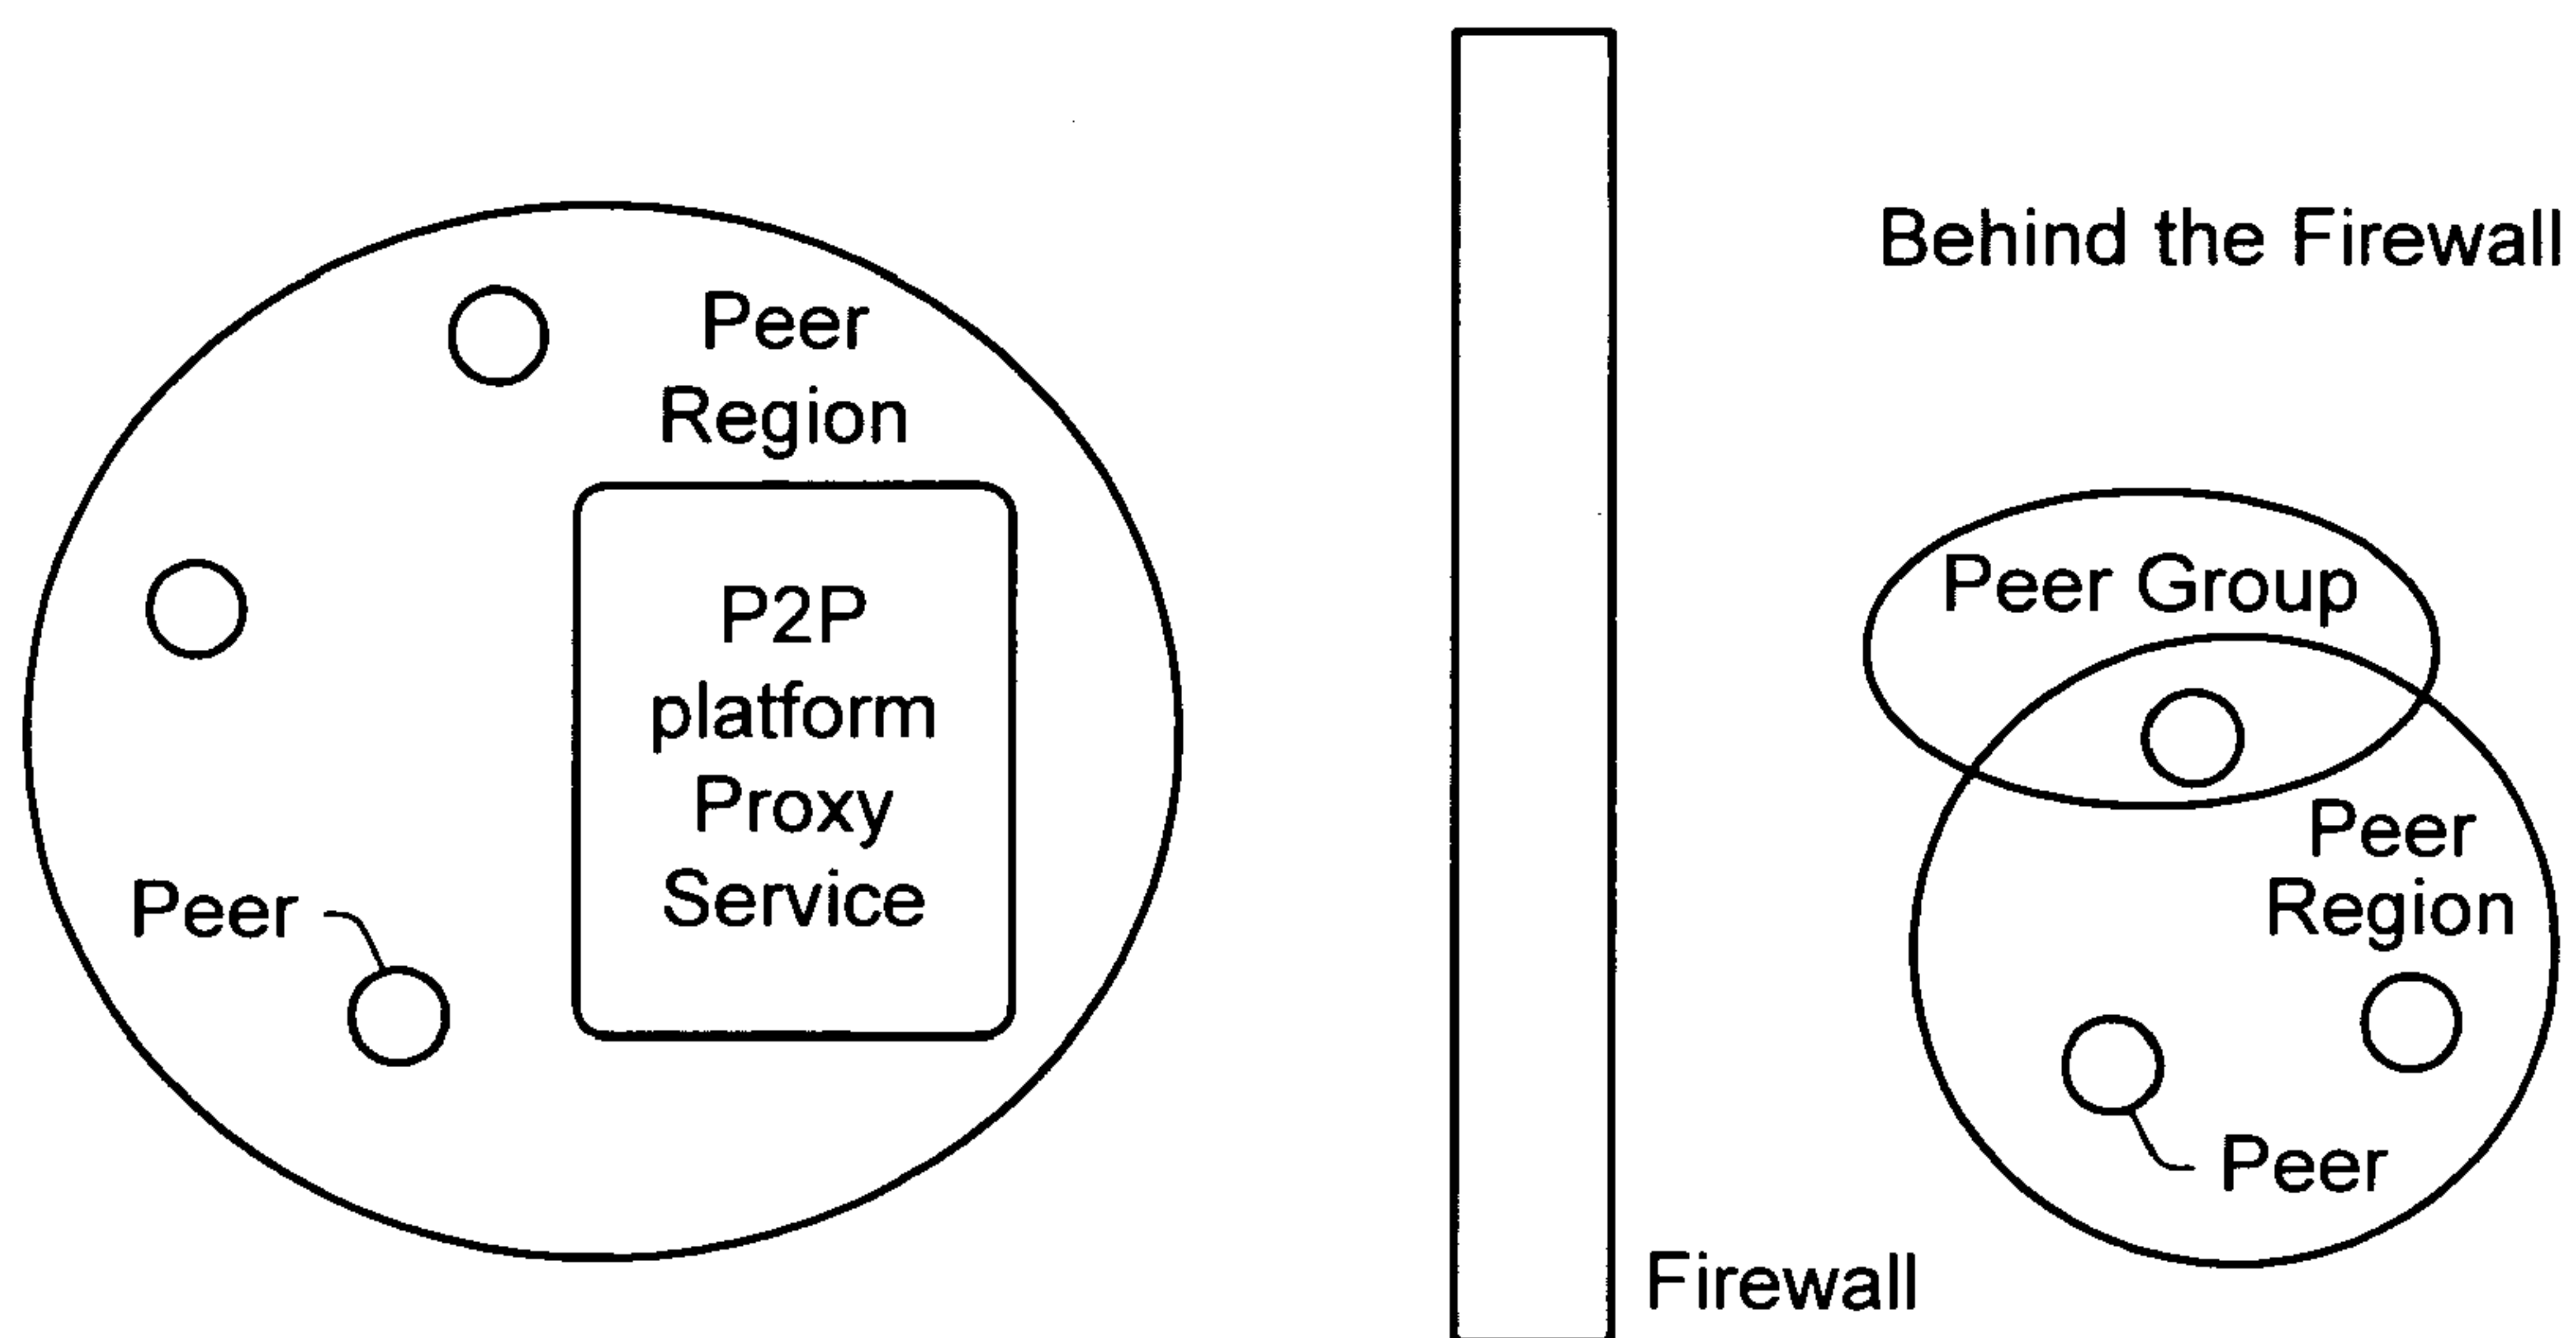 Peer
Region
P2P
platform
Proxy
Service
Peer
Firewall
Behind the Firewall
Peer Group
Peer
Region
Peer